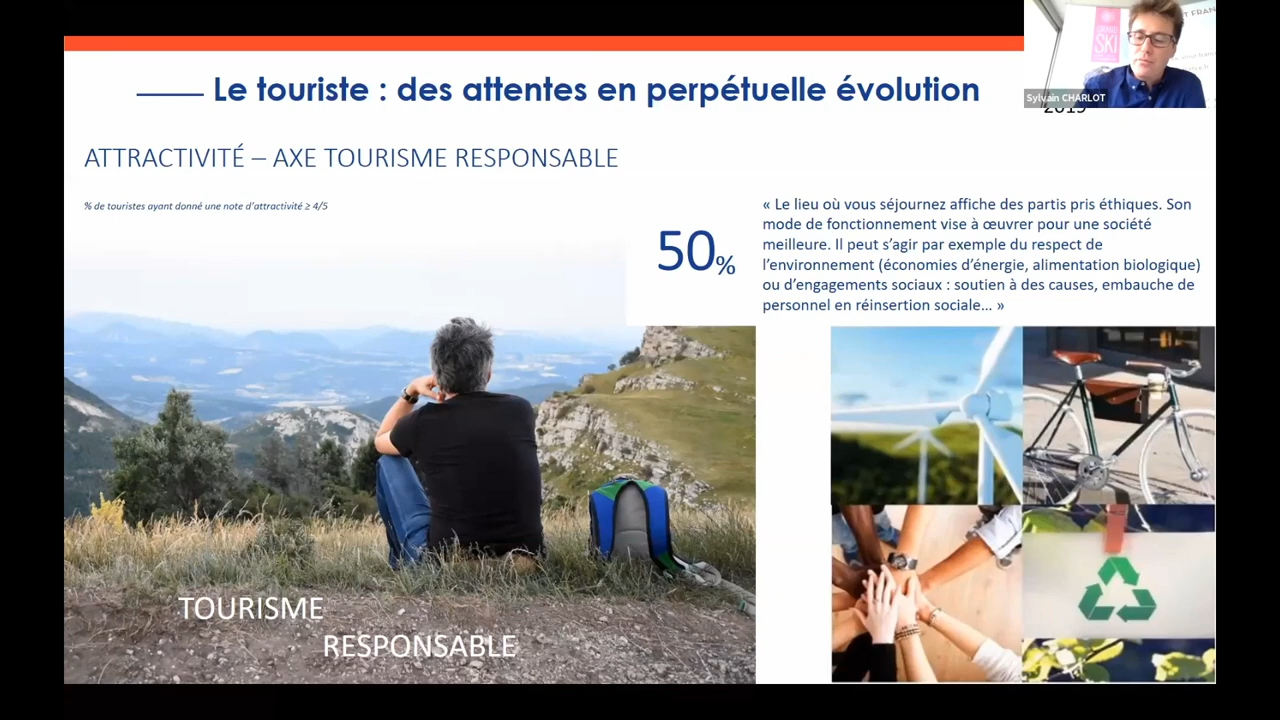 Le touriste : des attentes en perpétuelle évolution
GRAND
SKI
Sylvain CHARLOT
2019
ATTRACTIVITÉ – AXE TOURISME RESPONSABLE
% de touristes ayant donné une note d'attractivité ≥ 4/5
50%
« Le lieu où vous séjournez affiche des partis pris éthiques. Son
mode de fonctionnement vise à œuvrer pour une société
meilleure. Il peut s'agir par exemple du respect de
l'environnement (économies d'énergie, alimentation biologique)
ou d'engagements sociaux : soutien à des causes, embauche de
personnel en réinsertion sociale... »
TOURISME
RESPONSABLE